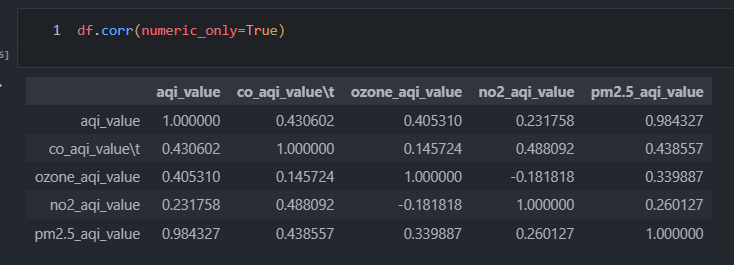 1 df.corr(numeric_only=True)
6]
aqi_value co_aqi_value\t ozone_aqi_value no2_aqi_value pm2.5_aqi_value
aqi_value 1.000000 0.430602 0.405310 0.231758 0.984327
co_aqi_value\t 0.430602 1.000000 0.145724 0.488092 0.438557
ozone_aqi_value 0.405310 0.145724 1.000000 -0.181818 0.339887
no2_aqi_value 0.231758 0.488092 -0.181818 1.000000 0.260127
pm2.5_aqi_value 0.984327 0.438557 0.339887 0.260127 1.000000